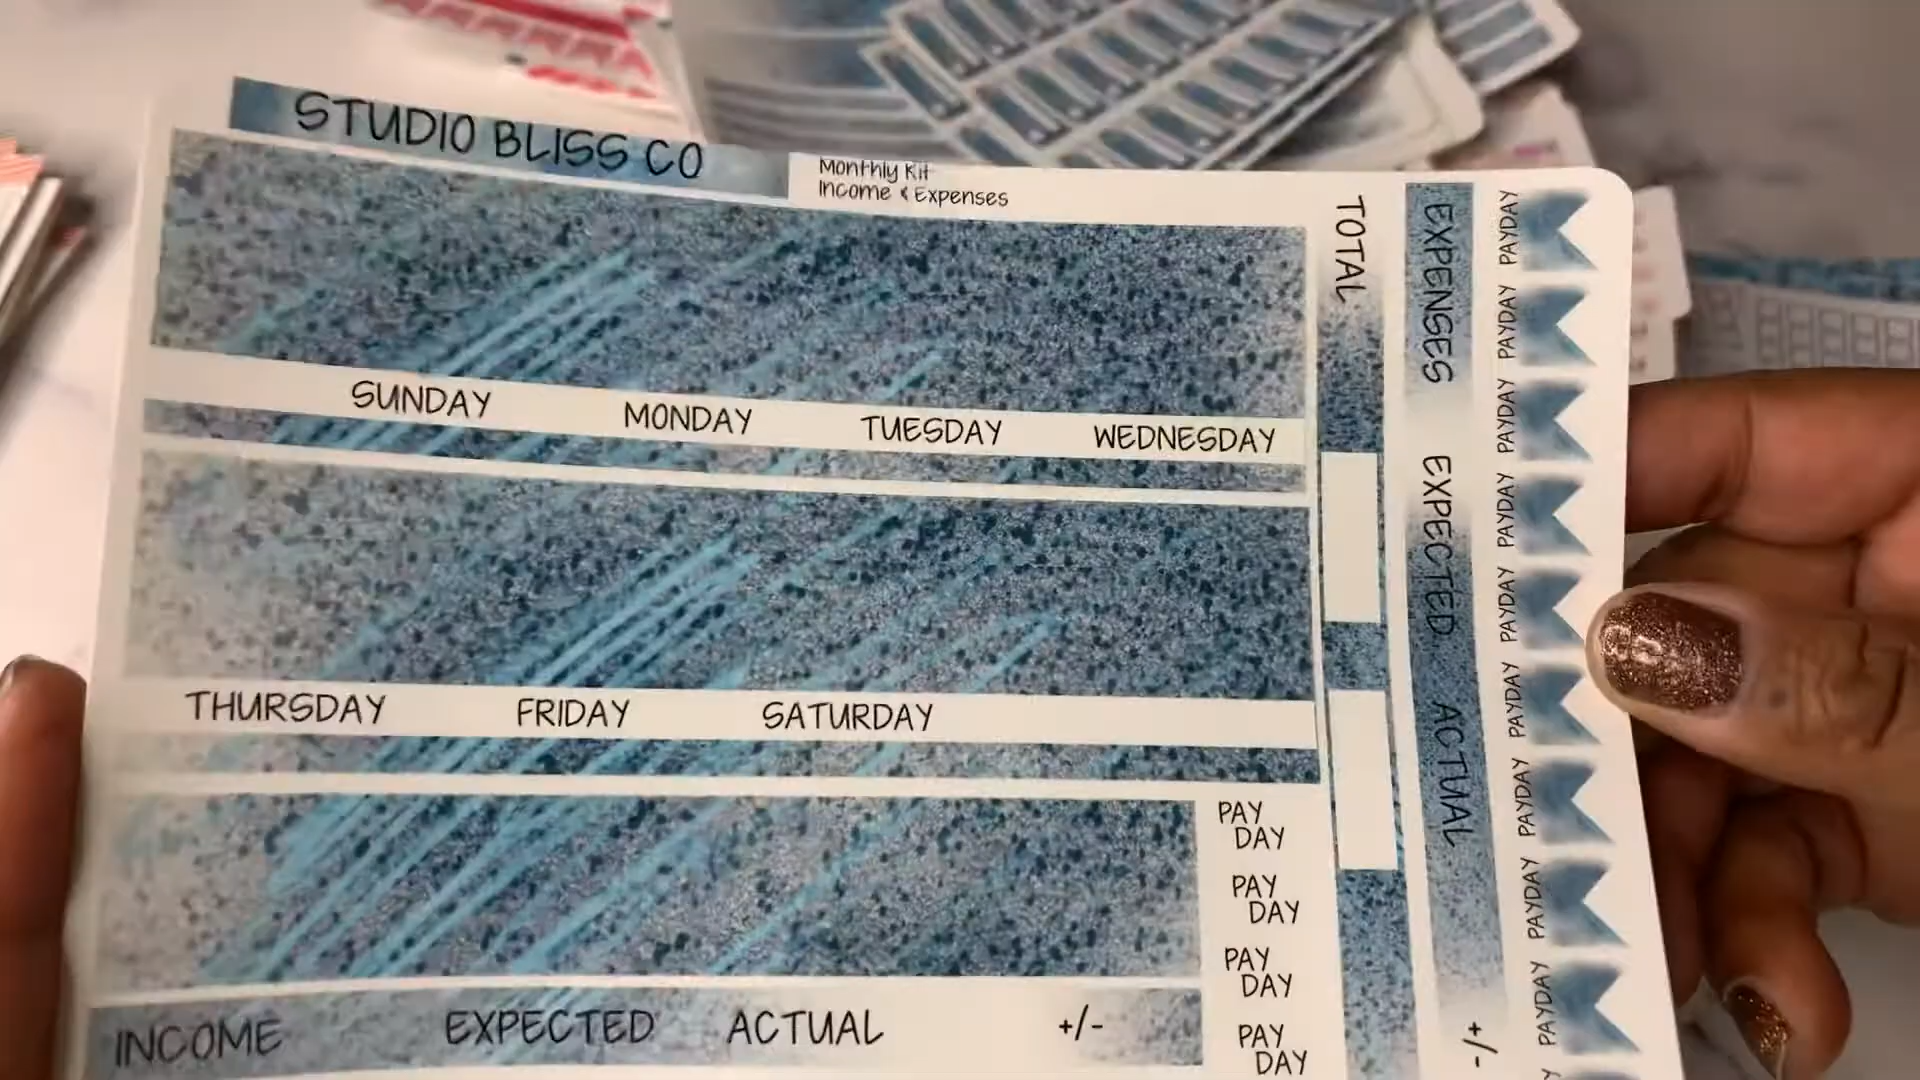 STUDIO BLISS CO
Monthly Kit
Income & Expenses
SUNDAY MONDAY TUESDAY WEDNESDAY
THURSDAY FRIDAY SATURDAY
PAY
DAY
PAY
DAY
PAY
DAY
PAY
DAY
INCOME EXPECTED ACTUAL +/-
TOTAL
EXPENSES EXPECTED ACTUAL +/-
PAYDAY
PAYDAY
PAYDAY
PAYDAY
PAYDAY
PAYDAY
PAYDAY
PAYDAY
PAYDAY